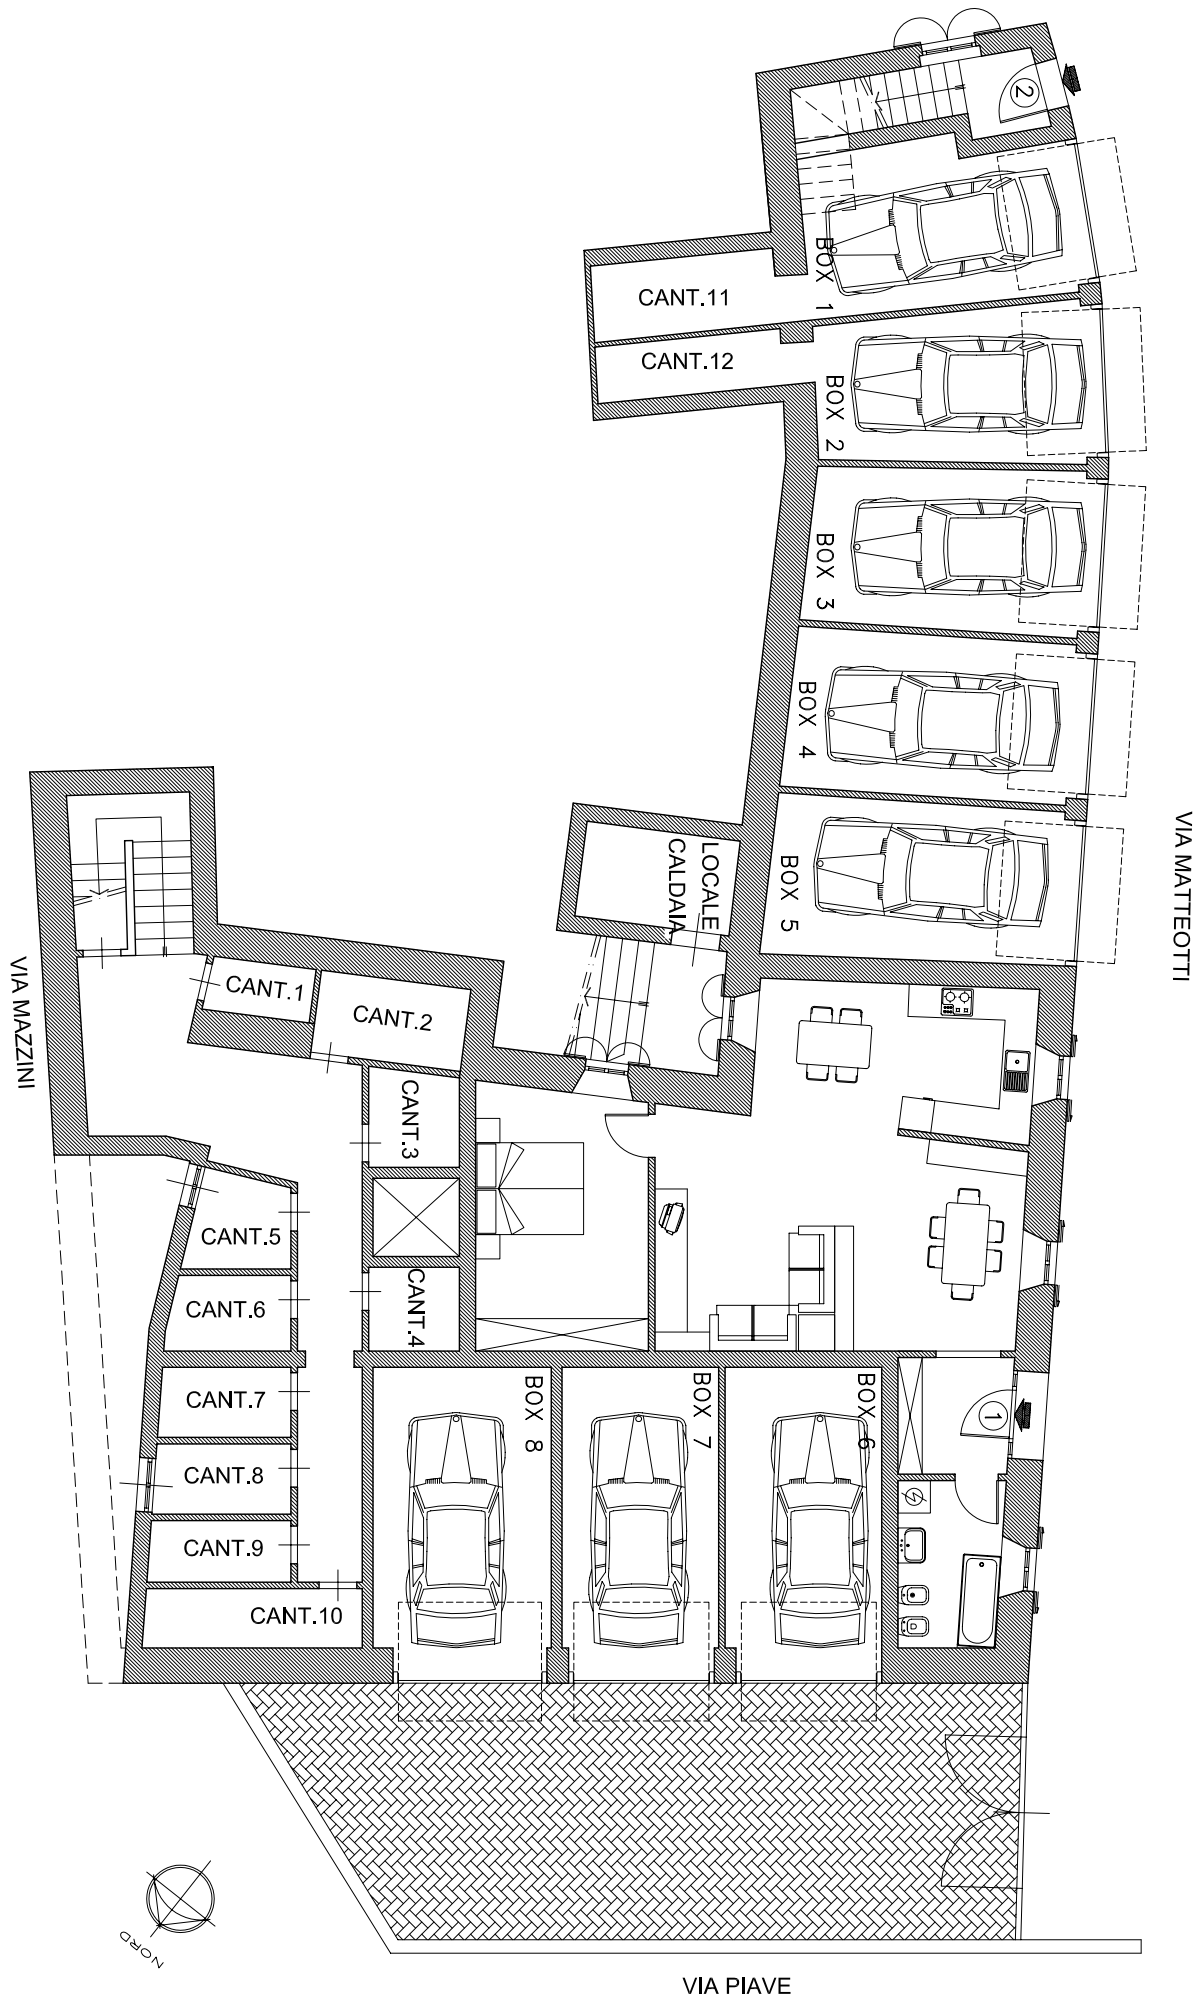 2
BOX 1
CANT.11
CANT.12
BOX 2
BOX 3
BOX 4
VIA MATTEOTTI
LOCALE
CALDAIA
BOX 5
VIA MAZZINI
CANT.1
CANT.2
CANT.3
CANT.5
CANT.4
CANT.6
BOX 8
BOX 7
BOX 6
1
CANT.7
CANT.8
CANT.9
CANT.10
NORD
VIA PIAVE